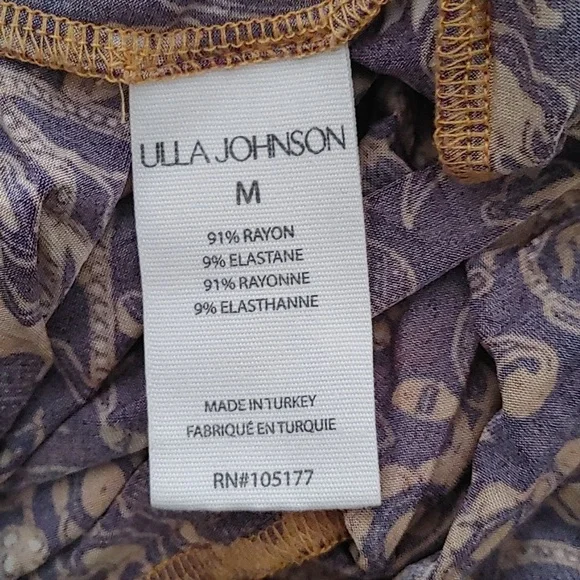 ULLA JOHNSON
M
91% RAYON
9% ELASTANE
91% RAYONNE
9% ELASTHANNE
MADE IN TURKEY
FABRIQUÉ EN TURQUIE
RN#105177